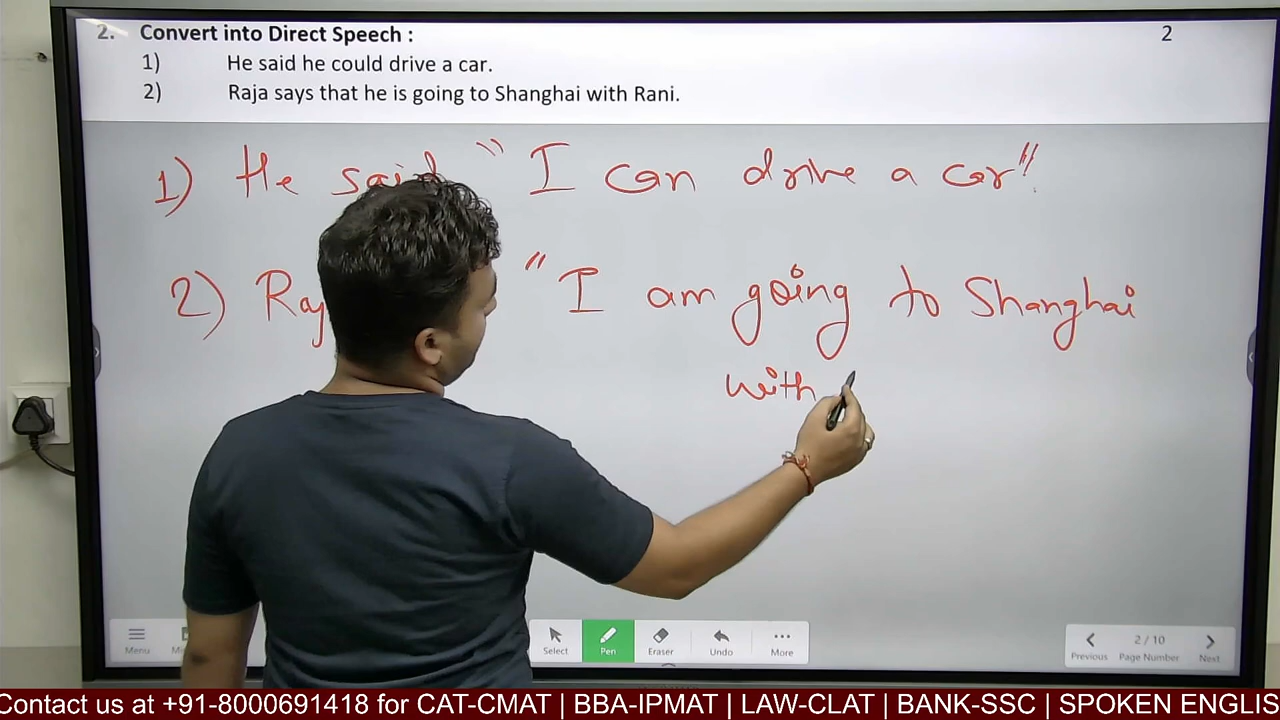 2. Convert into Direct Speech : 2
1) He said he could drive a car.
2) Raja says that he is going to Shanghai with Rani.
1) He said " I can drive a car".
2) " I am going to Shanghai
with
Menu
Select
Pen
Eraser
Undo
More
Previous
2 / 10
Page Number
Next
Contact us at +91-8000691418 for CAT-CMAT | BBA-IPMAT | LAW-CLAT | BANK-SSC | SPOKEN ENGLIS